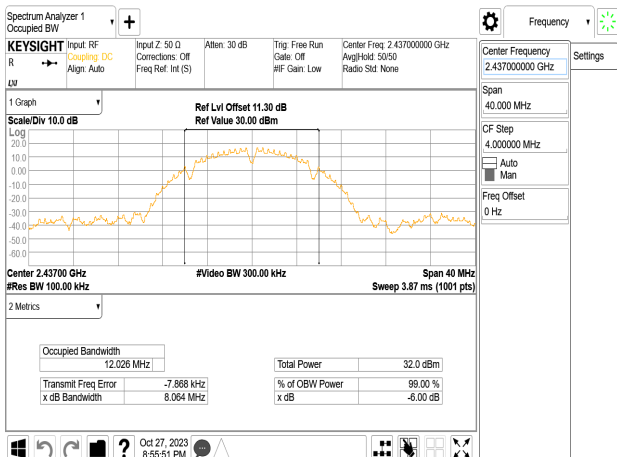 Spectrum Analyzer 1
Occupied BW
Frequency
KEYSIGHT
R
LXI
Input: RF
Coupling: DC
Align: Auto
Input Z: 50 Ω
Corrections: Off
Freq Ref: Int (S)
Atten: 30 dB
Trig: Free Run
Gate: Off
#IF Gain: Low
Center Freq: 2.437000000 GHz
Avg|Hold: 50/50
Radio Std: None
Center Frequency
2.437000000 GHz
Settings
Span
40.000 MHz
CF Step
4.000000 MHz
Auto
Man
Freq Offset
0 Hz
1 Graph
Ref Lvl Offset 11.30 dB
Scale/Div 10.0 dB
Ref Value 30.00 dBm
Log
20.0
10.0
0.00
-10.0
-20.0
-30.0
-40.0
-50.0
-60.0
Center 2.43700 GHz
#Video BW 300.00 kHz
Span 40 MHz
#Res BW 100.00 kHz
Sweep 3.87 ms (1001 pts)
2 Metrics
Occupied Bandwidth
12.026 MHz
Total Power 32.0 dBm
Transmit Freq Error -7.868 kHz
% of OBW Power 99.00 %
x dB Bandwidth 8.064 MHz
x dB -6.00 dB
?
Oct 27, 2023
8:55:51 PM